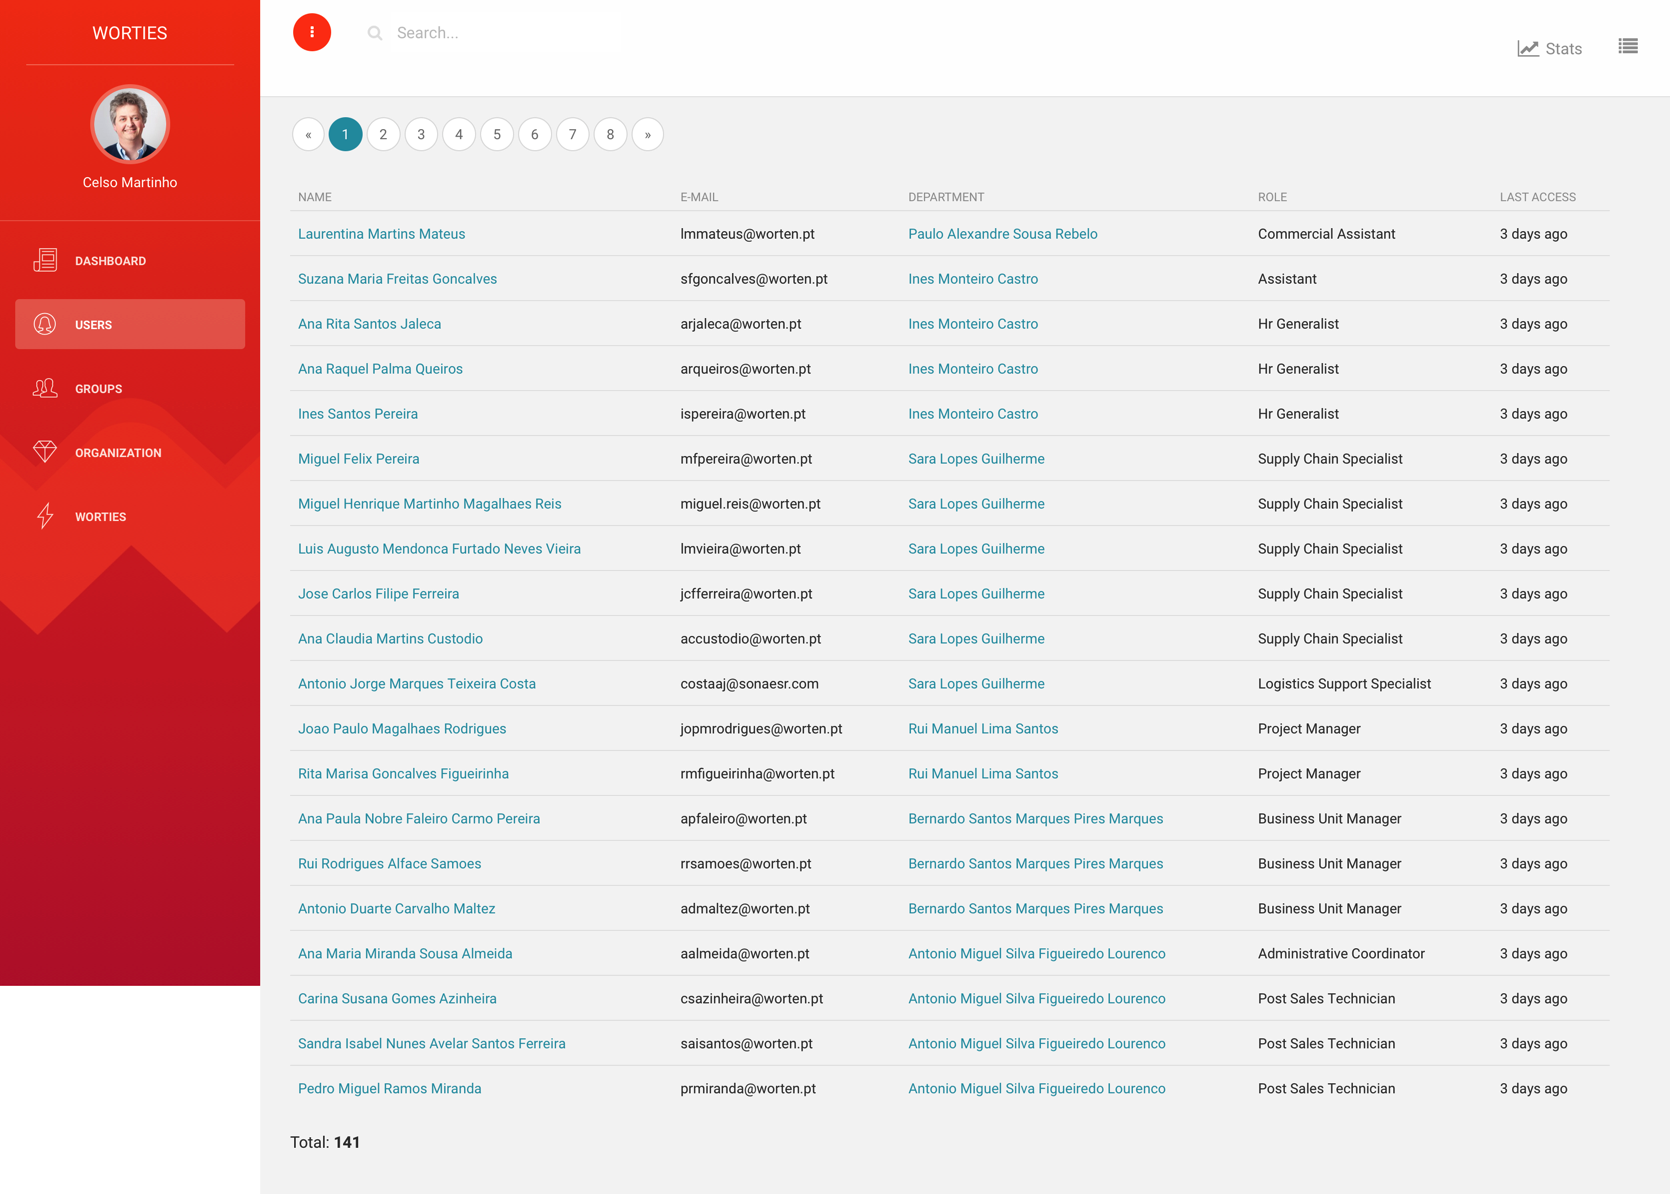 WORTIES
Search...
Stats
Celso Martinho
DASHBOARD
USERS
GROUPS
ORGANIZATION
WORTIES
« 1 2 3 4 5 6 7 8 »
NAME E-MAIL DEPARTMENT ROLE LAST ACCESS
Laurentina Martins Mateus lmmateus@worten.pt Paulo Alexandre Sousa Rebelo Commercial Assistant 3 days ago
Suzana Maria Freitas Goncalves sfgoncalves@worten.pt Ines Monteiro Castro Assistant 3 days ago
Ana Rita Santos Jaleca arjaleca@worten.pt Ines Monteiro Castro Hr Generalist 3 days ago
Ana Raquel Palma Queiros arqueiros@worten.pt Ines Monteiro Castro Hr Generalist 3 days ago
Ines Santos Pereira ispereira@worten.pt Ines Monteiro Castro Hr Generalist 3 days ago
Miguel Felix Pereira mfpereira@worten.pt Sara Lopes Guilherme Supply Chain Specialist 3 days ago
Miguel Henrique Martinho Magalhaes Reis miguel.reis@worten.pt Sara Lopes Guilherme Supply Chain Specialist 3 days ago
Luis Augusto Mendonca Furtado Neves Vieira lmvieira@worten.pt Sara Lopes Guilherme Supply Chain Specialist 3 days ago
Jose Carlos Filipe Ferreira jcfferreira@worten.pt Sara Lopes Guilherme Supply Chain Specialist 3 days ago
Ana Claudia Martins Custodio accustodio@worten.pt Sara Lopes Guilherme Supply Chain Specialist 3 days ago
Antonio Jorge Marques Teixeira Costa costaaj@sonaesr.com Sara Lopes Guilherme Logistics Support Specialist 3 days ago
Joao Paulo Magalhaes Rodrigues jopmrodrigues@worten.pt Rui Manuel Lima Santos Project Manager 3 days ago
Rita Marisa Goncalves Figueirinha rmfigueirinha@worten.pt Rui Manuel Lima Santos Project Manager 3 days ago
Ana Paula Nobre Faleiro Carmo Pereira apfaleiro@worten.pt Bernardo Santos Marques Pires Marques Business Unit Manager 3 days ago
Rui Rodrigues Alface Samoes rrsamoes@worten.pt Bernardo Santos Marques Pires Marques Business Unit Manager 3 days ago
Antonio Duarte Carvalho Maltez admaltez@worten.pt Bernardo Santos Marques Pires Marques Business Unit Manager 3 days ago
Ana Maria Miranda Sousa Almeida aalmeida@worten.pt Antonio Miguel Silva Figueiredo Lourenco Administrative Coordinator 3 days ago
Carina Susana Gomes Azinheira csazinheira@worten.pt Antonio Miguel Silva Figueiredo Lourenco Post Sales Technician 3 days ago
Sandra Isabel Nunes Avelar Santos Ferreira saisantos@worten.pt Antonio Miguel Silva Figueiredo Lourenco Post Sales Technician 3 days ago
Pedro Miguel Ramos Miranda prmiranda@worten.pt Antonio Miguel Silva Figueiredo Lourenco Post Sales Technician 3 days ago
Total: 141